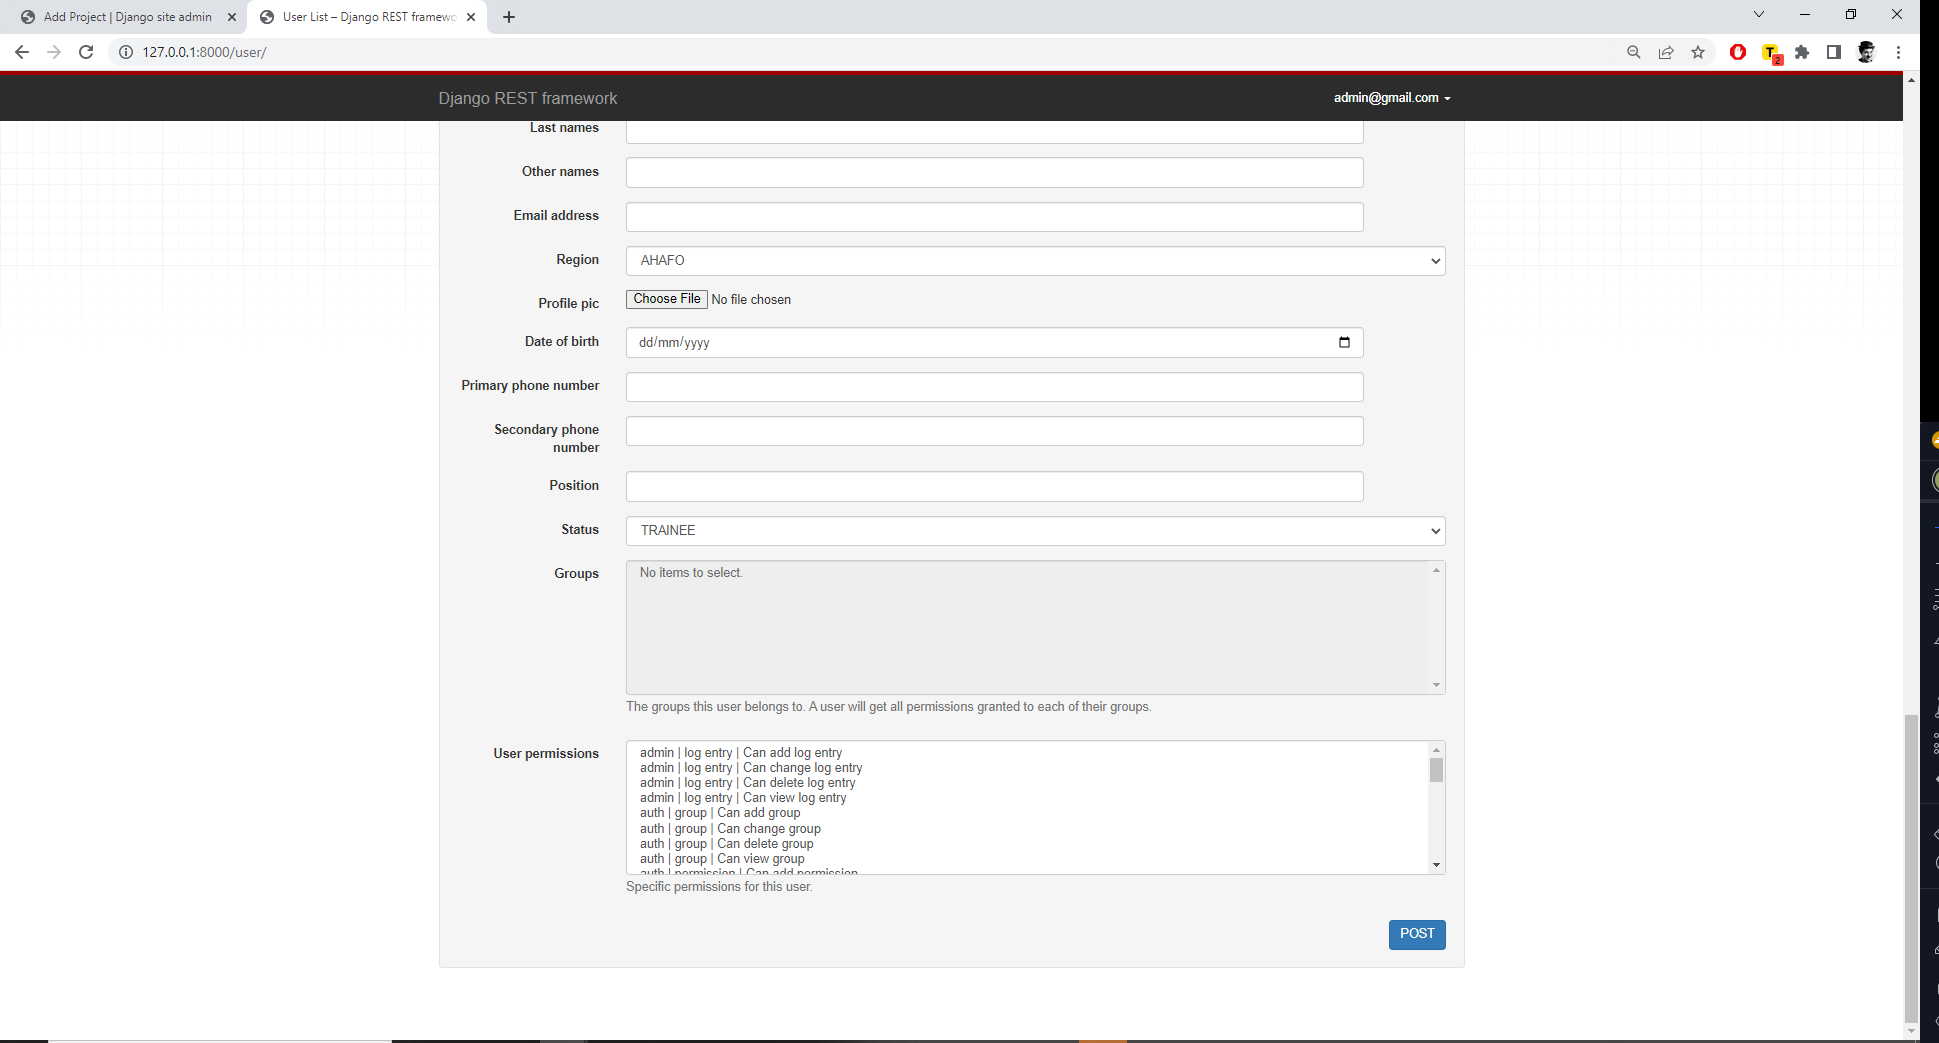 Add Project | Django site admin
User List – Django REST framewo
127.0.0.1:8000/user/
T
2
Django REST framework
admin@gmail.com
Last names
Other names
Email address
Region
AHAFO
Profile pic
Choose File No file chosen
Date of birth
dd/mm/yyyy
Primary phone number
Secondary phone
number
Position
Status
TRAINEE
Groups
No items to select.
The groups this user belongs to. A user will get all permissions granted to each of their groups.
User permissions
admin | log entry | Can add log entry
admin | log entry | Can change log entry
admin | log entry | Can delete log entry
admin | log entry | Can view log entry
auth | group | Can add group
auth | group | Can change group
auth | group | Can delete group
auth | group | Can view group
auth | permission | Can add permission
Specific permissions for this user.
POST